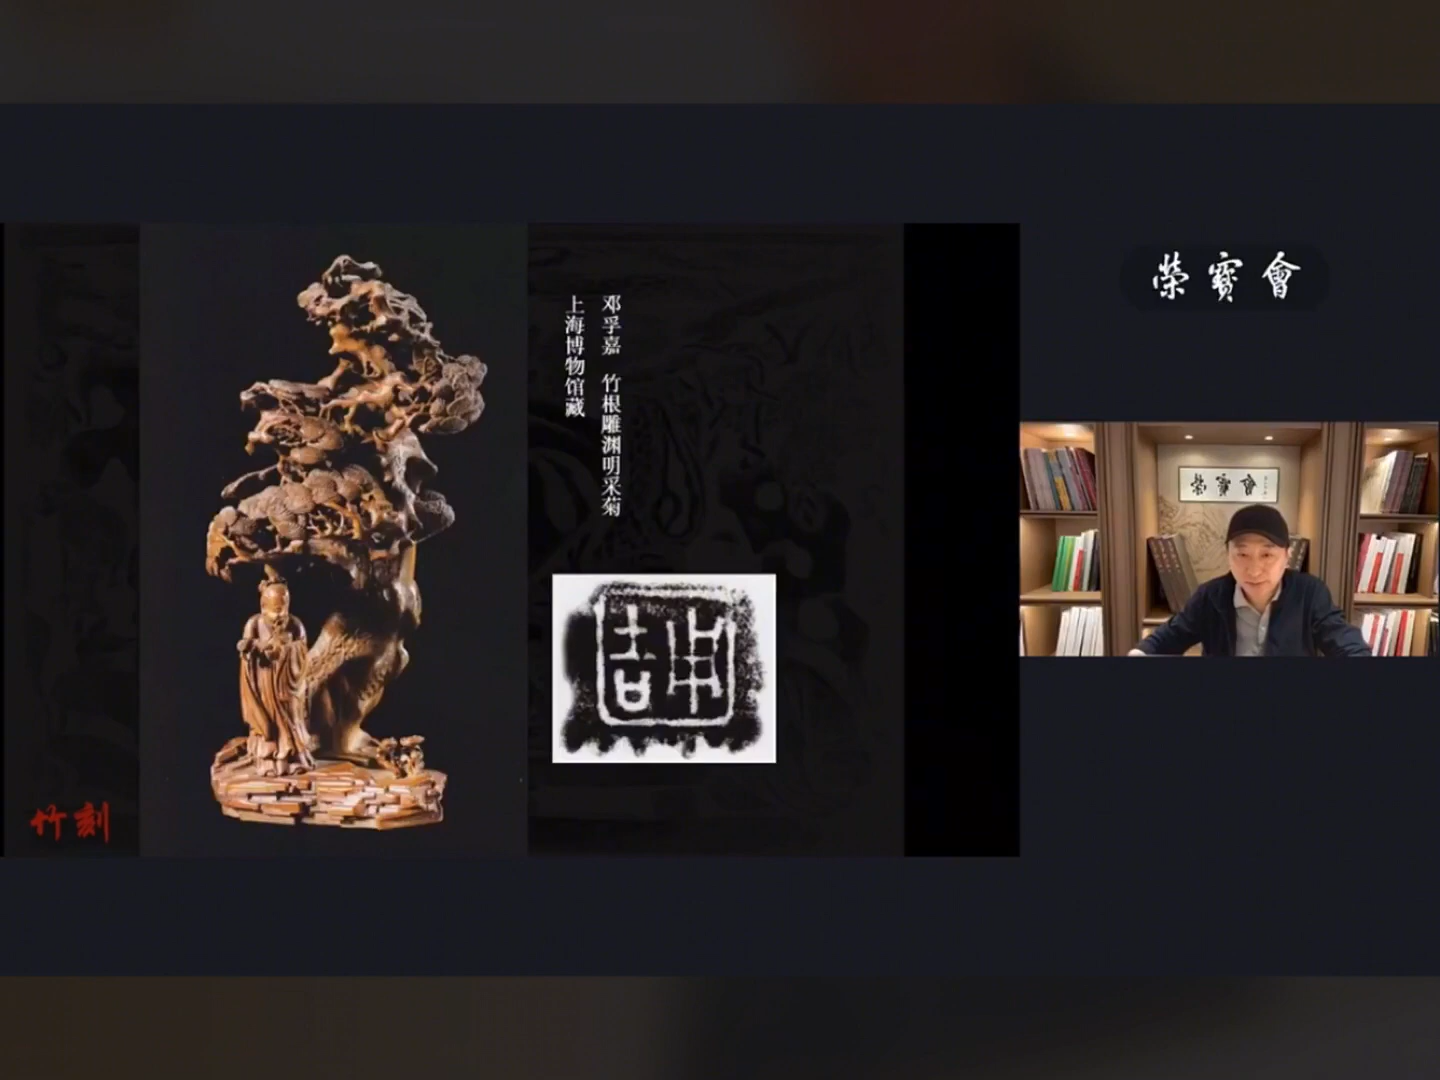 邓孚嘉 竹根雕渊明采菊
上海博物馆藏
竹刻
榮寶會